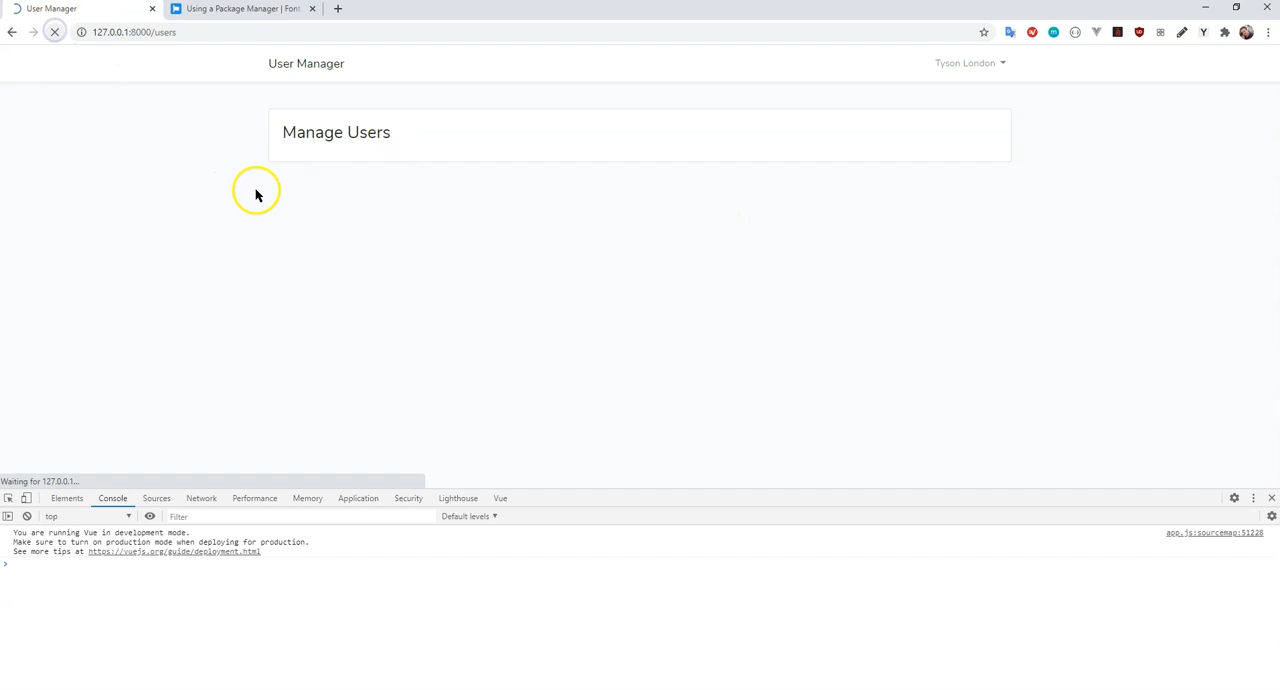 User Manager
Using a Package Manager | Font
127.0.0.1:8000/users
User Manager
Tyson London
Manage Users
Waiting for 127.0.0.1...
Elements Console Sources Network Performance Memory Application Security Lighthouse Vue
top Filter Default levels
You are running Vue in development mode. app.js:sourcemap:51228
Make sure to turn on production mode when deploying for production.
See more tips at https://vuejs.org/guide/deployment.html